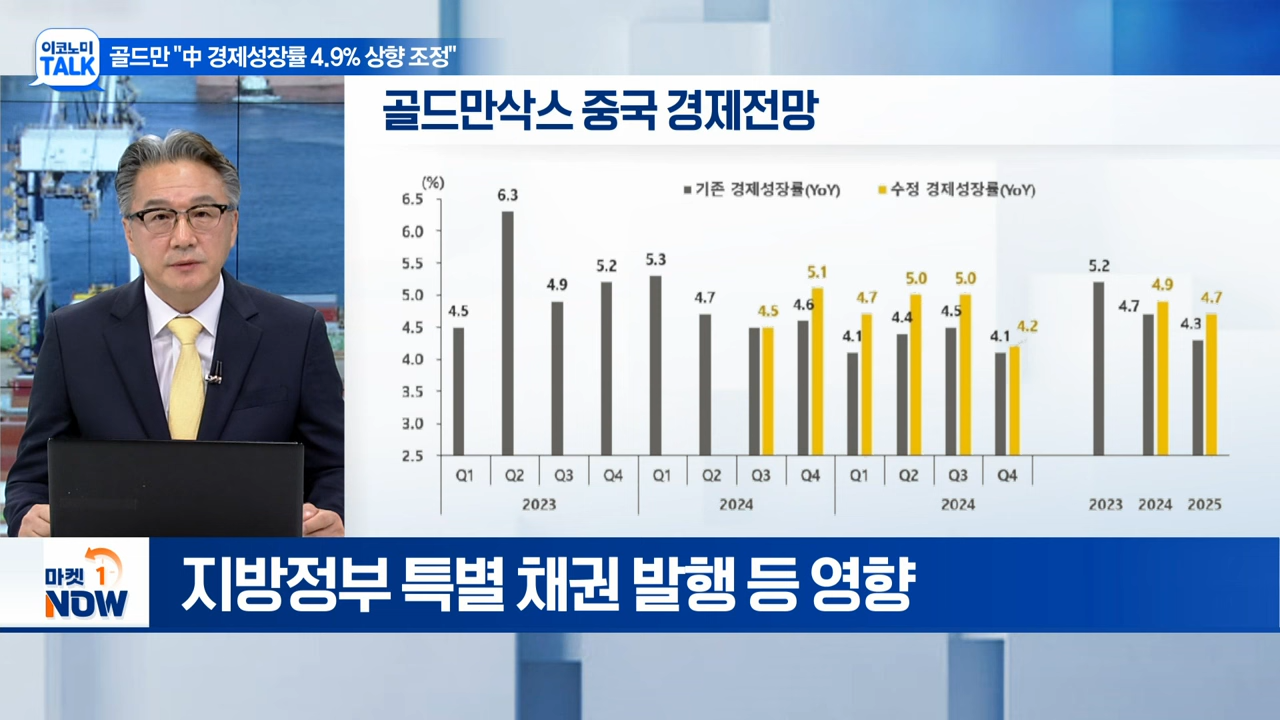 이코노미
TALK
골드만 "中 경제성장률 4.9% 상향 조정"
골드만삭스 중국 경제전망
(%)
■ 기존 경제성장률(YoY) ■ 수정 경제성장률(YoY)
6.5
6.0
5.5
5.0
4.5
4.0
3.5
3.0
2.5
4.5 6.3 4.9 5.2 5.3 4.7 4.5 4.6 5.1 4.1 4.7 4.4 5.0 4.5 5.0 4.1 4.2 5.2 4.7 4.9 4.3 4.7
Q1 Q2 Q3 Q4 Q1 Q2 Q3 Q4 Q1 Q2 Q3 Q4
2023 2024 2024 2023 2024 2025
마켓 1
NOW
지방정부 특별 채권 발행 등 영향